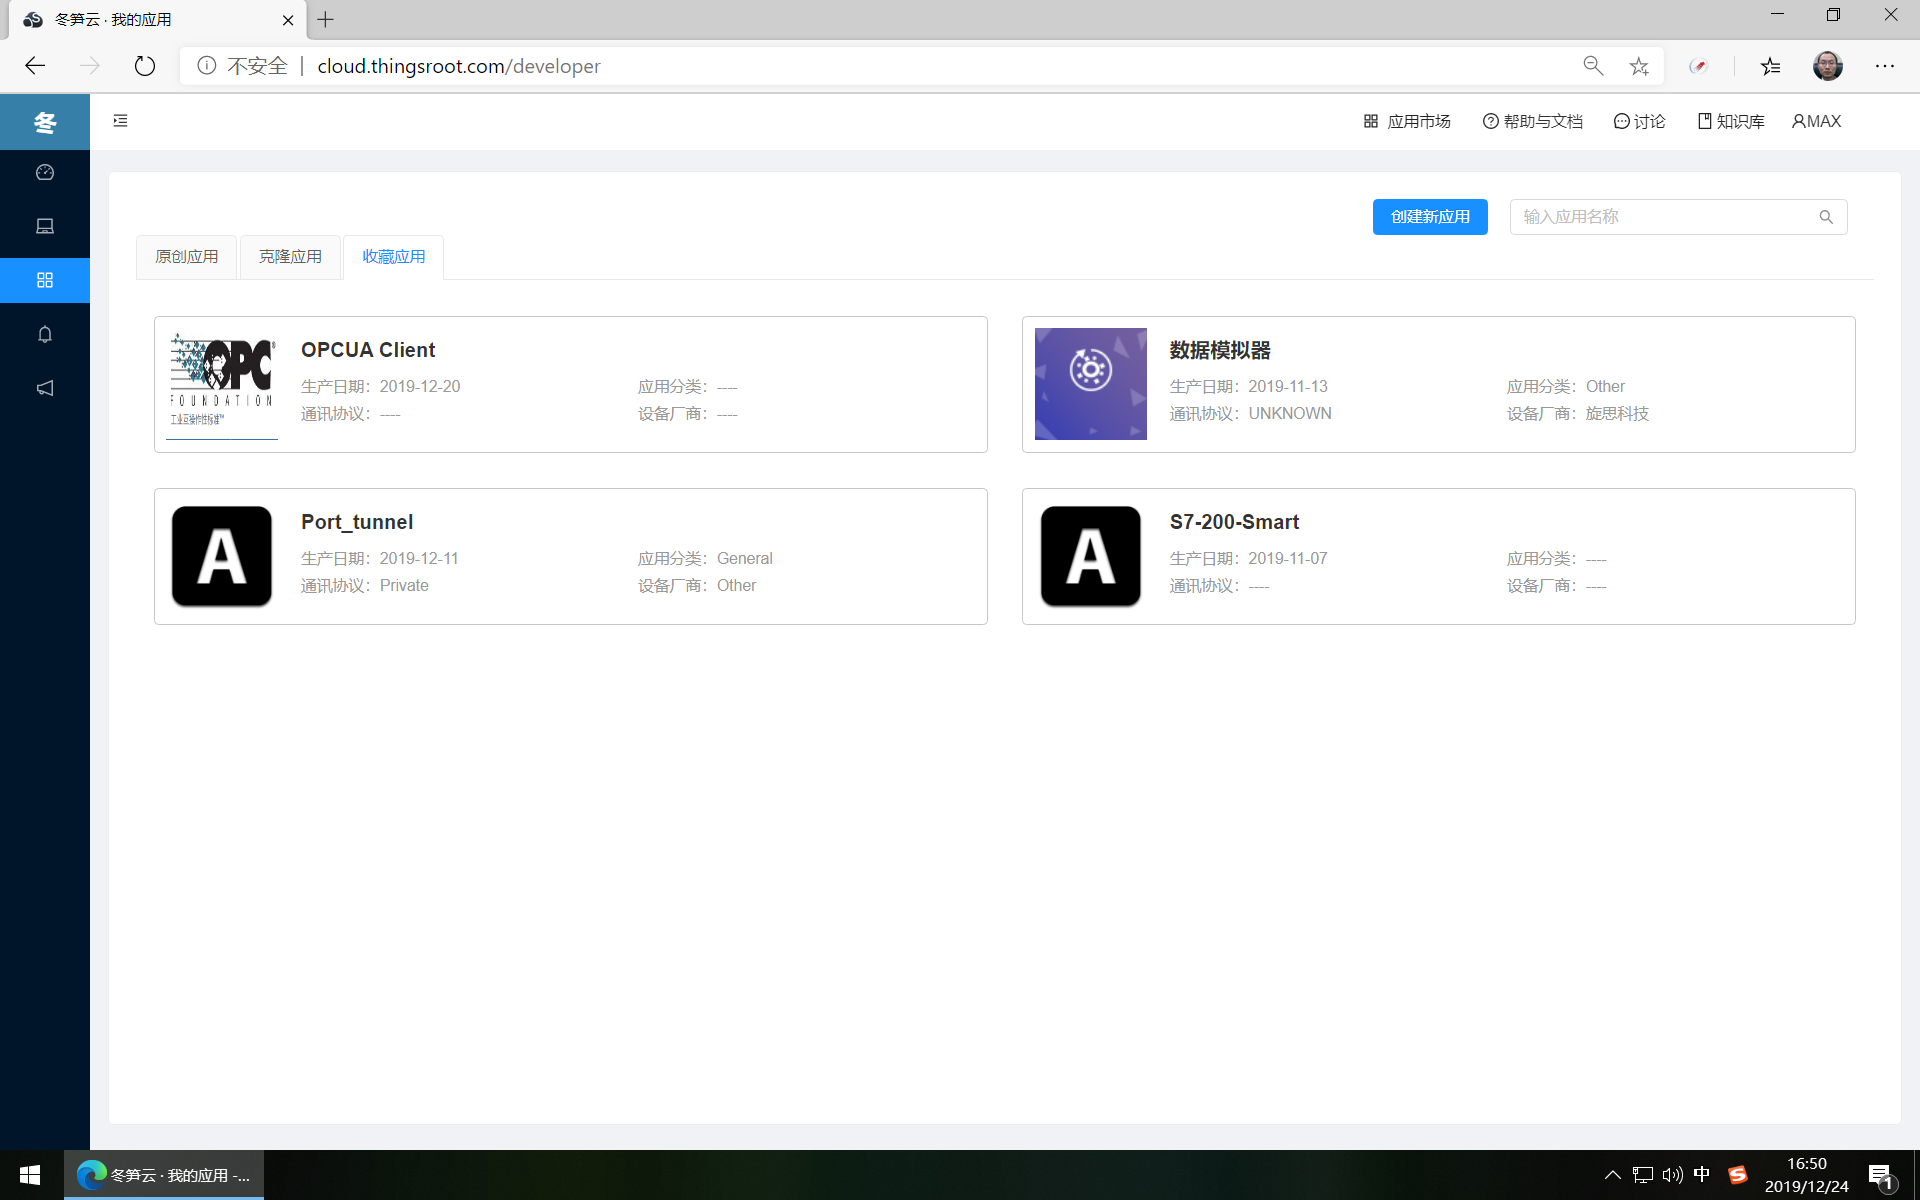 冬笋云 · 我的应用
不安全 | cloud.thingsroot.com/developer
冬
应用市场 帮助与文档 讨论 知识库 MAX
创建新应用 输入应用名称
原创应用 克隆应用 收藏应用
OPC
FOUNDATION
工业互操作性标准™
OPCUA Client
生产日期：2019-12-20 应用分类：----
通讯协议：---- 设备厂商：----
数据模拟器
生产日期：2019-11-13 应用分类：Other
通讯协议：UNKNOWN 设备厂商：旋思科技
A
Port_tunnel
生产日期：2019-12-11 应用分类：General
通讯协议：Private 设备厂商：Other
A
S7-200-Smart
生产日期：2019-11-07 应用分类：----
通讯协议：---- 设备厂商：----
冬笋云 · 我的应用 -...
中
16:50
2019/12/24
1